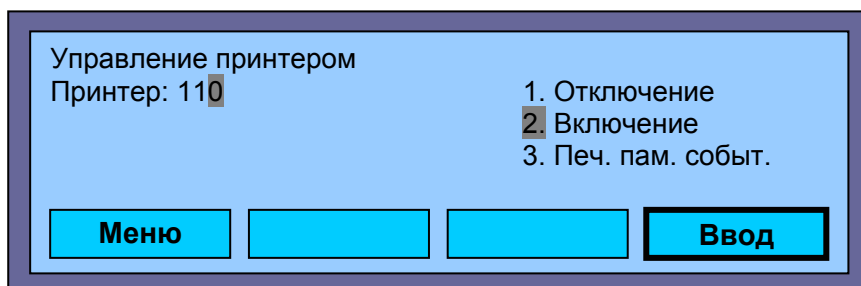 Управление принтером
Принтер: 110
1. Отключение
2. Включение
3. Печ. пам. событ.
Меню
Ввод